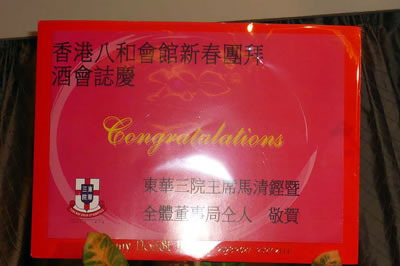 香港八和會館新春團拜
酒會誌慶
Congratulations
東華三院主席馬清鏗暨
全體董事局仝人 敬賀